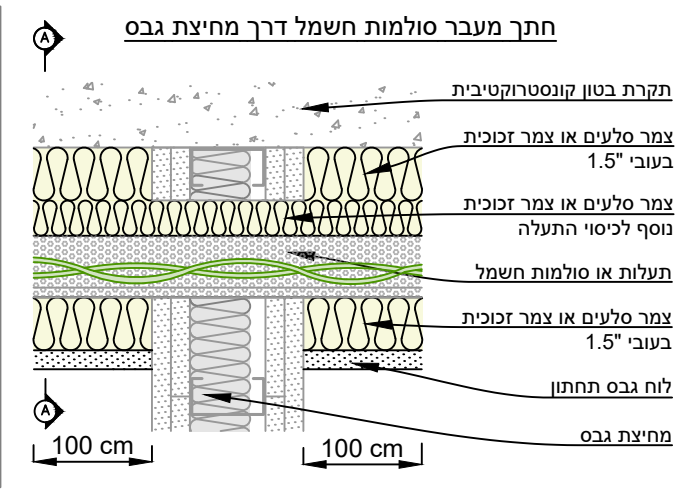 חתך מעבר סולמות חשמל דרך מחיצת גבס
A
תקרת בטון קונסטרוקטיבית
צמר סלעים או צמר זכוכית
בעובי 1.5"
צמר סלעים או צמר זכוכית
נוסף לכיסוי התעלה
תעלות או סולמות חשמל
צמר סלעים או צמר זכוכית
בעובי 1.5"
לוח גבס תחתון
מחיצת גבס
A
100 cm
100 cm